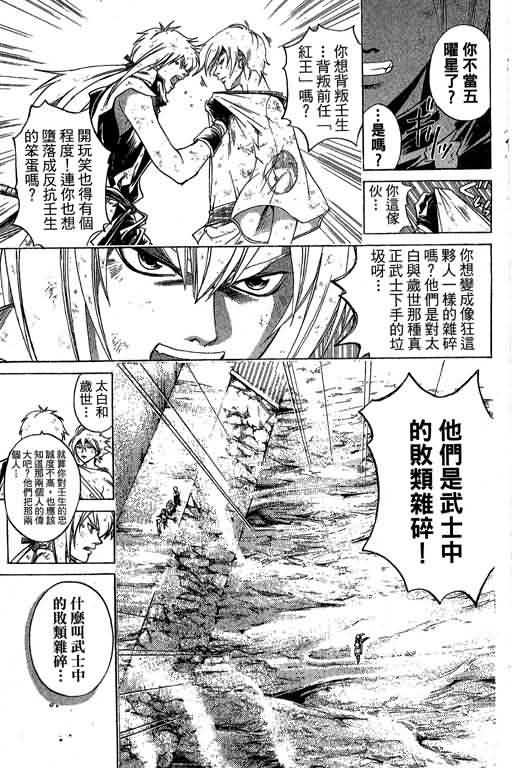 你不當五
曜星了?
…是嗎?
你這傢
伙…
你想背叛壬生
…背叛前任「
紅王」嗎?
開玩笑也得有個
程度!連你也想
墮落成反抗壬生
的笨蛋嗎?
你想變成像狂這
夥人一樣的雜碎
嗎?他們是對太
白與歲世那種真
正武士下手的垃
圾呀…
他們是武士中
的敗類雜碎!
太白和
歲世…
就算你對壬生的忠
誠度不高,也應該
知道那兩個人的偉
大吧?他們把那兩
個人…
什麼叫武士中
的敗類雜碎…